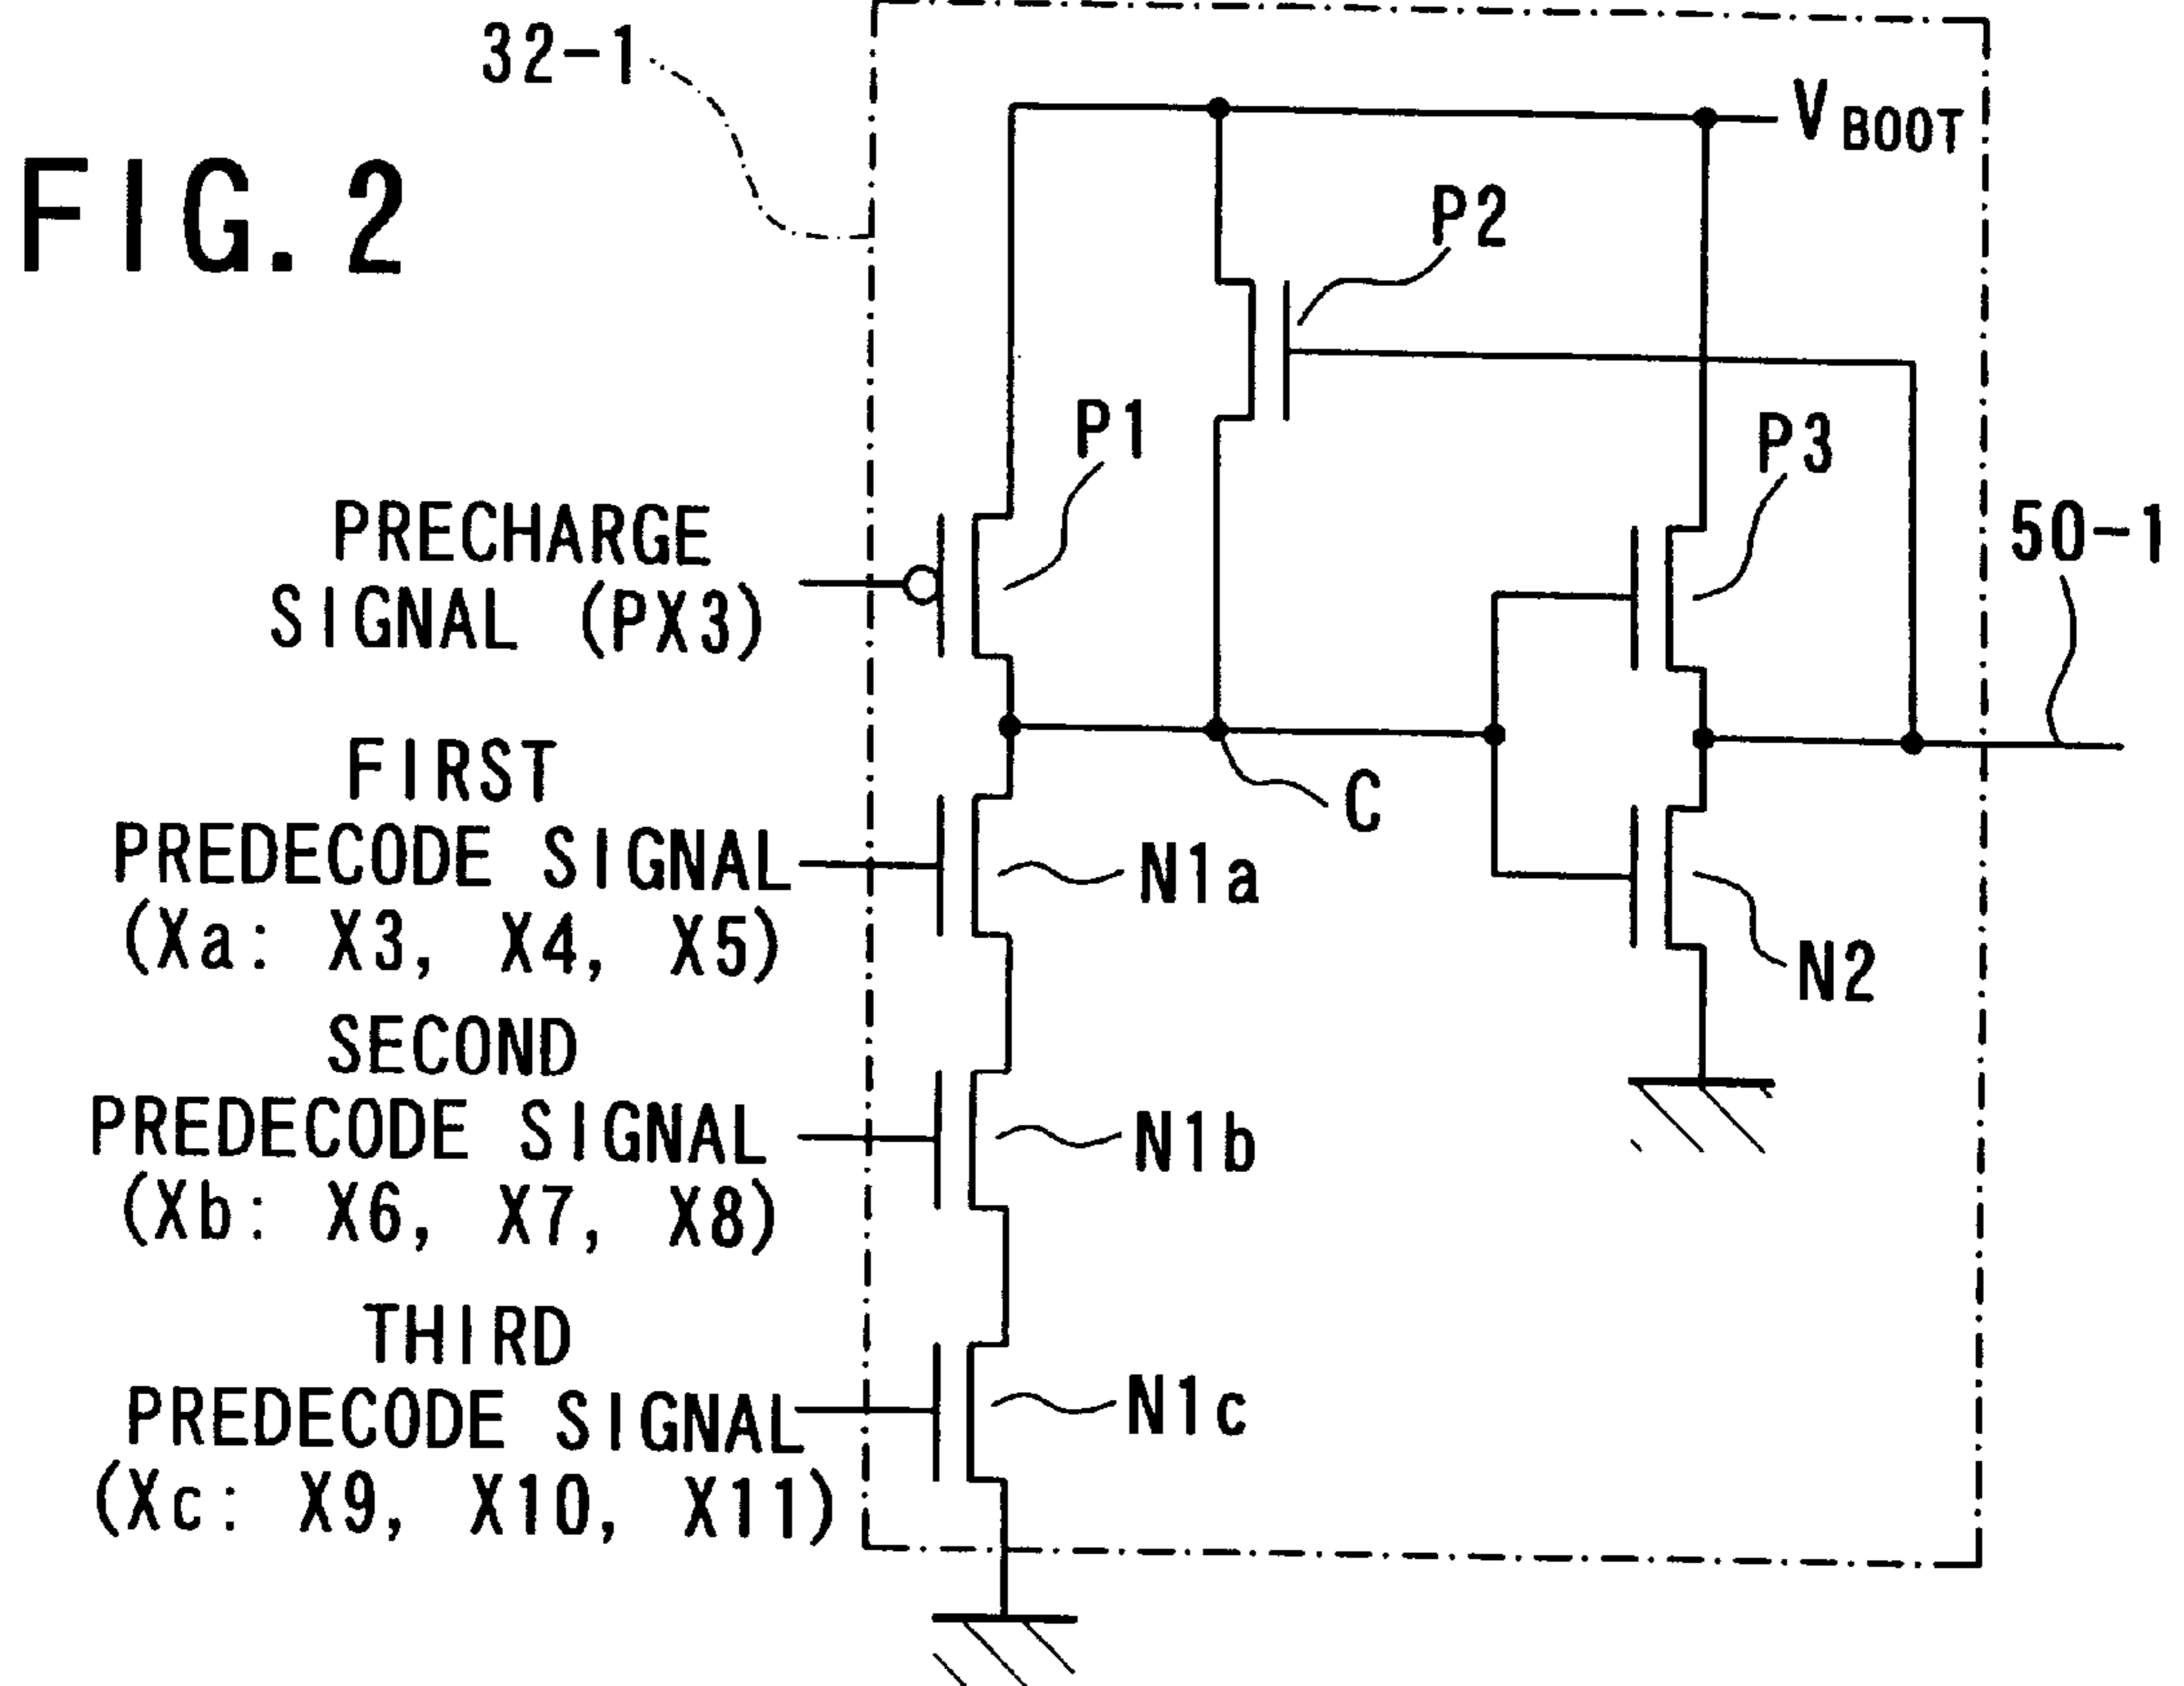 32-1
V BOOT
FIG. 2
P2
P1
P3
50-1
PRECHARGE
SIGNAL (PX3)
FIRST
PREDECODE SIGNAL
(Xa: X3, X4, X5)
C
N1a
N2
SECOND
PREDECODE SIGNAL
(Xb: X6, X7, X8)
N1b
THIRD
PREDECODE SIGNAL
(Xc: X9, X10, X11)
N1c